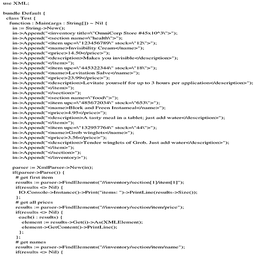 use XML;
bundle Default {
class Test {
function : Main(args : String[]) ~ Nil {
in := String->New();
in->Append("<inventory title=\"OmniCorp Store #45x10^3\">");
in->Append("<section name=\"health\">");
in->Append("<item upc=\"123456789\" stock=\"12\">");
in->Append("<name>Invisibility Cream</name>");
in->Append("<price>14.50</price>");
in->Append("<description>Makes you invisible</description>");
in->Append("</item>");
in->Append("<item upc=\"445322344\" stock=\"18\">");
in->Append("<name>Levitation Salve</name>");
in->Append("<price>23.99</price>");
in->Append("<description>Levitate yourself for up to 3 hours per application</description>");
in->Append("</item>");
in->Append("</section>");
in->Append("<section name=\"food\">");
in->Append("<item upc=\"485672034\" stock=\"653\">");
in->Append("<name>Blork and Freen Instameal</name>");
in->Append("<price>4.95</price>");
in->Append("<description>A tasty meal in a tablet; just add water</description>");
in->Append("</item>");
in->Append("<item upc=\"132957764\" stock=\"44\">");
in->Append("<name>Grob winglets</name>");
in->Append("<price>3.56</price>");
in->Append("<description>Tender winglets of Grob. Just add water</description>");
in->Append("</item>");
in->Append("</section>");
in->Append("</inventory>");
parser := XmlParser->New(in);
if(parser->Parse()) {
# get first item
results := parser->FindElements("/inventory/section[1]/item[1]");
if(results <> Nil) {
IO.Console->Instance()->Print("items: ")->PrintLine(results->Size());
};
# get all prices
results := parser->FindElements("/inventory/section/item/price");
if(results <> Nil) {
each(i : results) {
element := results->Get(i)->As(XMLElement);
element->GetContent()->PrintLine();
};
};
# get names
results := parser->FindElements("/inventory/section/item/name");
if(results <> Nil) {